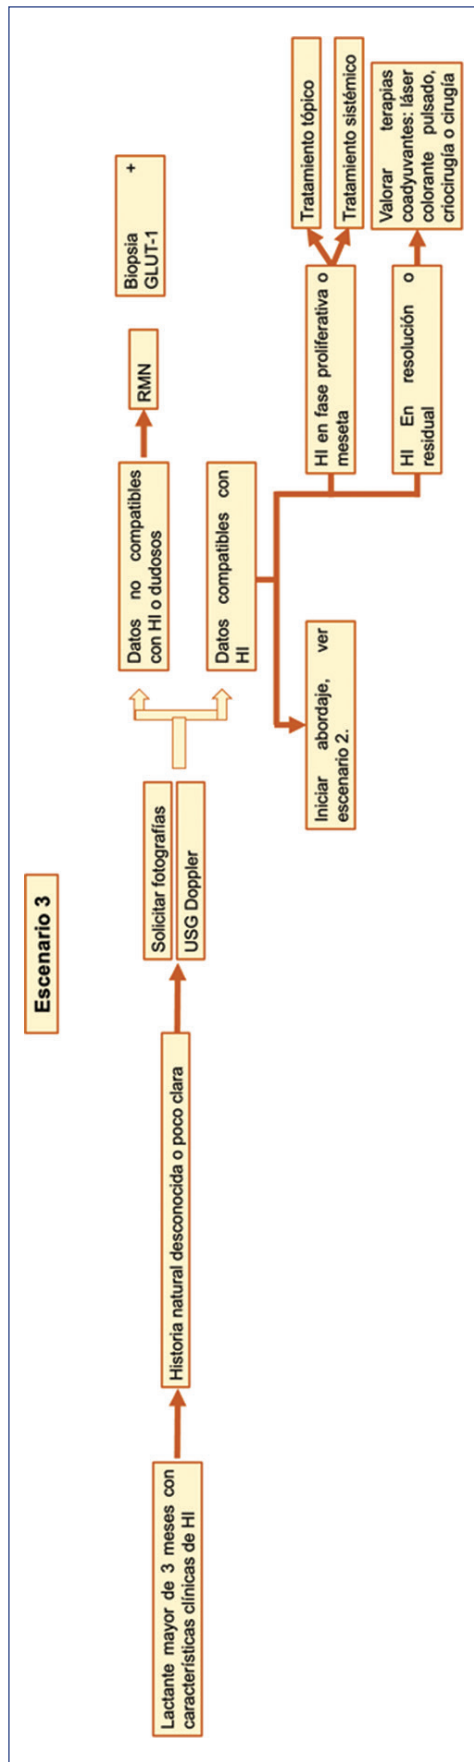 Escenario 3
Lactante mayor de 3 meses con
características clínicas de HI
Historia natural desconocida o poco clara
Solicitar fotografías
USG Doppler
Datos no compatibles
con HI o dudosos
RMN
Biopsia +
GLUT-1
Datos compatibles con
HI
Iniciar abordaje, ver
escenario 2.
HI en fase proliferativa o
meseta
Tratamiento tópico
Tratamiento sistémico
HI En resolución o
residual
Valorar terapias
coadyuvantes: láser
colorante pulsado,
criocirugía o cirugía